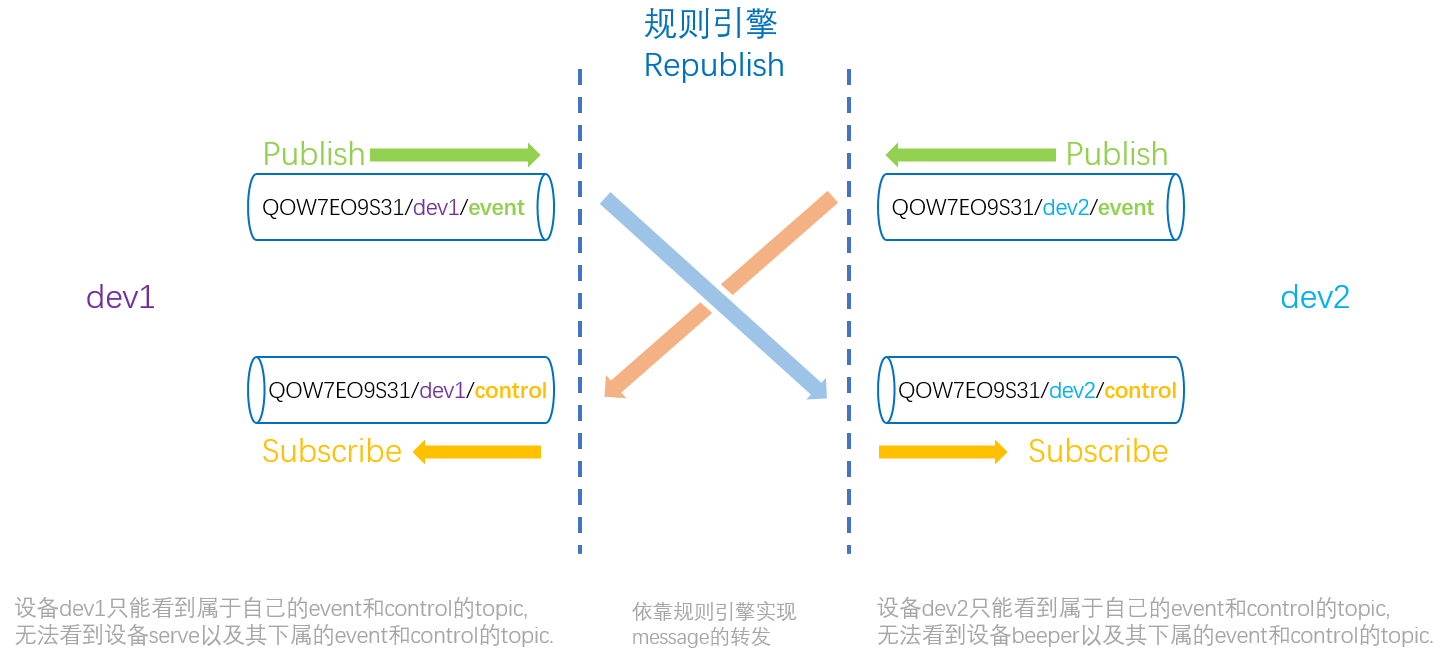 规则引擎
Republish
Publish
Publish
QOW7EO9S31/dev1/event
QOW7EO9S31/dev2/event
dev1
dev2
QOW7EO9S31/dev1/control
QOW7EO9S31/dev2/control
Subscribe
Subscribe
设备dev1只能看到属于自己的event和control的topic,
无法看到设备serve以及其下属的event和control的topic.
依靠规则引擎实现
message的转发
设备dev2只能看到属于自己的event和control的topic,
无法看到设备beeper以及其下属的event和control的topic.